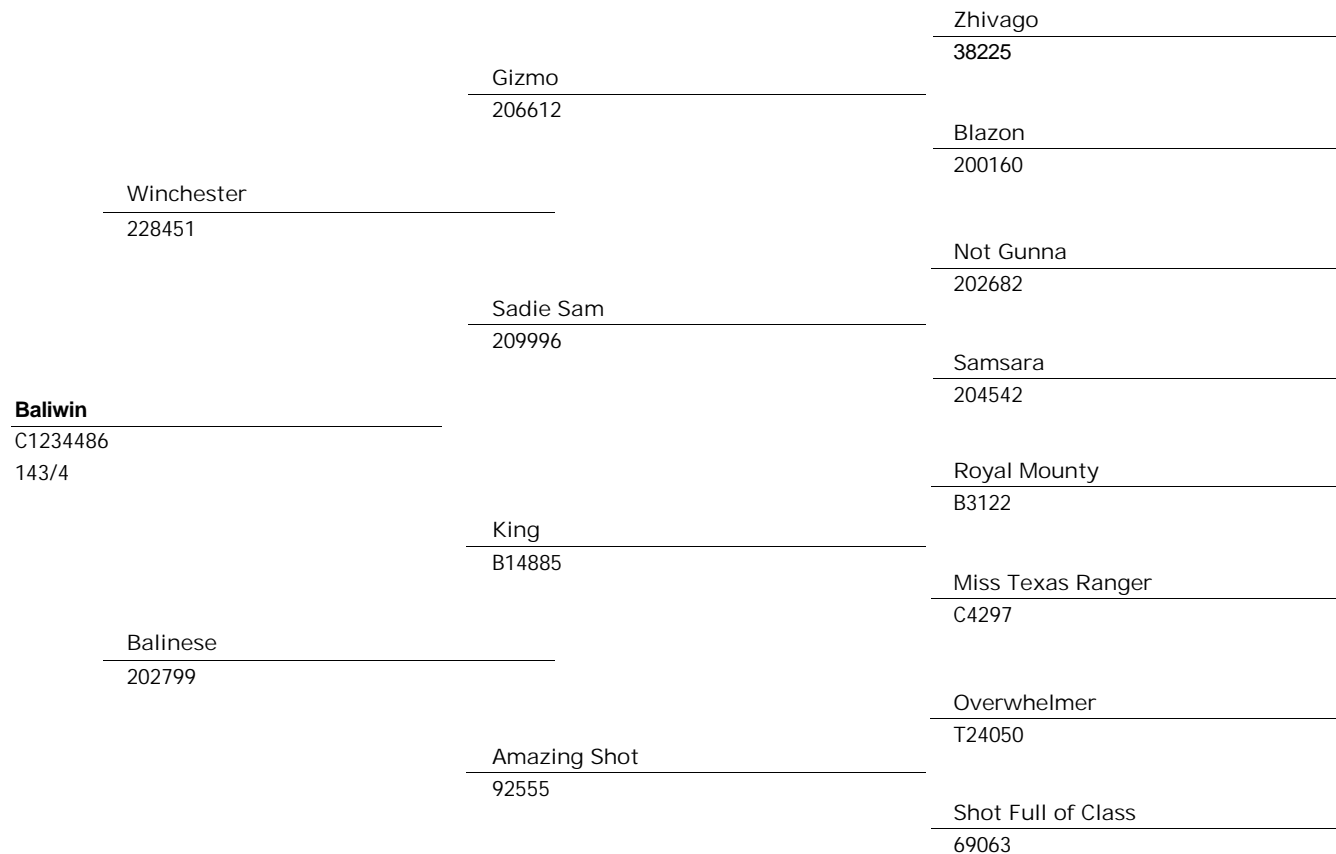 Zhivago
38225
Gizmo
206612
Blazon
200160
Winchester
228451
Not Gunna
202682
Sadie Sam
209996
Samsara
204542
Baliwin
C1234486
143/4
Royal Mounty
B3122
King
B14885
Miss Texas Ranger
C4297
Balinese
202799
Overwhelmer
T24050
Amazing Shot
92555
Shot Full of Class
69063